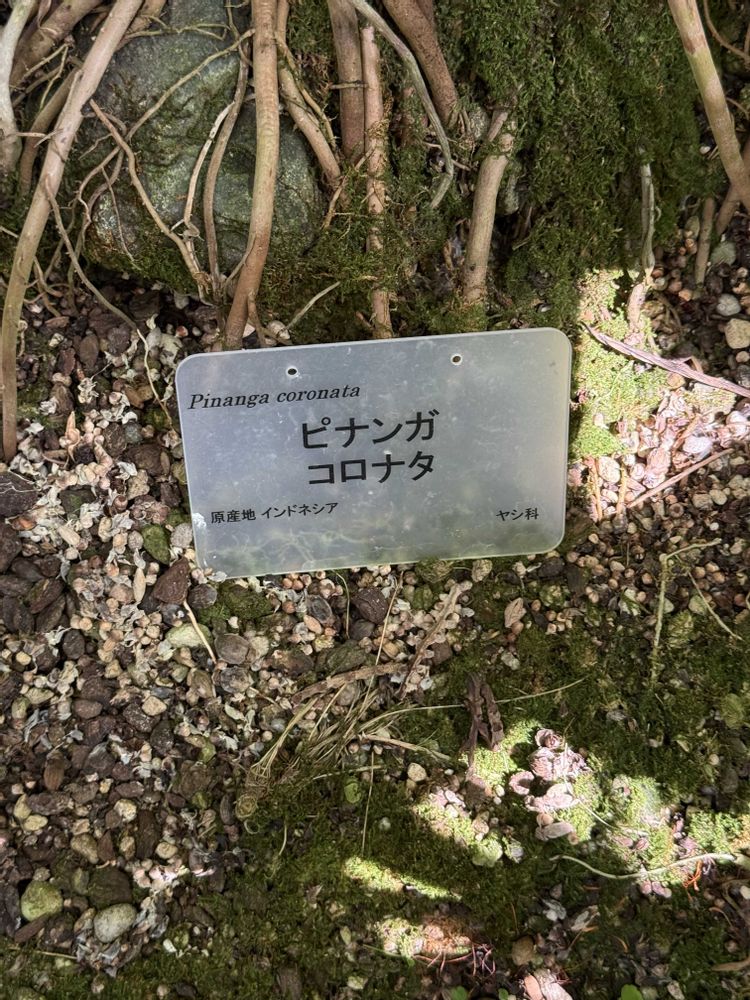 Pinanga coronata
ピナンガ
コロナタ
原産地 インドネシア ヤシ科